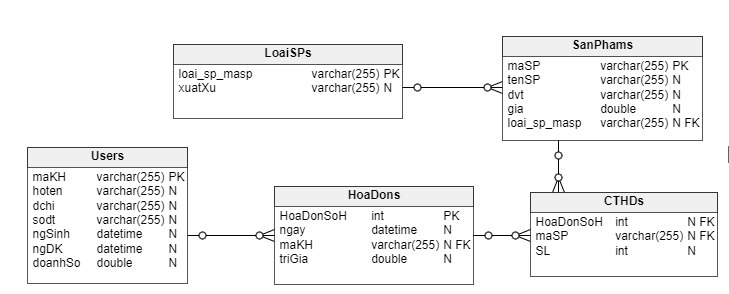 LoaiSPs
loai_sp_masp varchar(255) PK
xuatXu varchar(255) N
SanPhams
maSP varchar(255) PK
tenSP varchar(255) N
dvt varchar(255) N
gia double N
loai_sp_masp varchar(255) N FK
Users
maKH varchar(255) PK
hoten varchar(255) N
dchi varchar(255) N
sodt varchar(255) N
ngSinh datetime N
ngDK datetime N
doanhSo double N
HoaDons
HoaDonSoH int PK
ngay datetime N
maKH varchar(255) N FK
triGia double N
CTHDs
HoaDonSoH int N FK
maSP varchar(255) N FK
SL int N